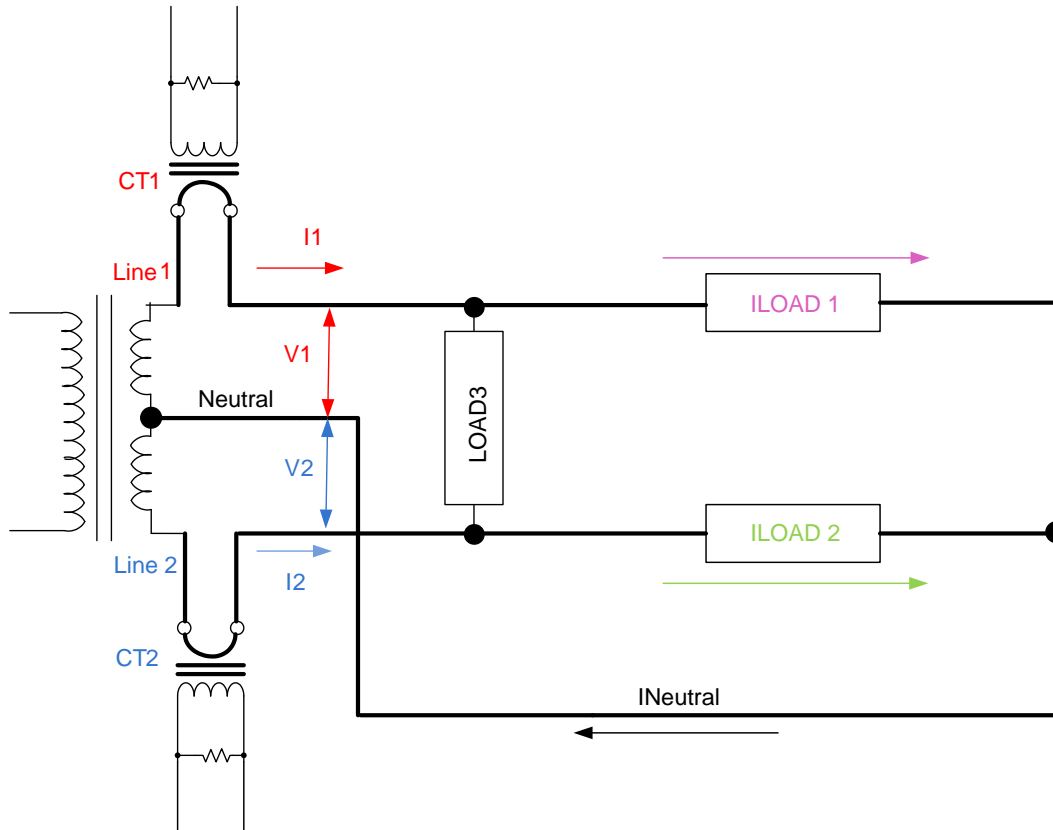 CT1
I1
Line 1
ILOAD 1
V1
LOAD3
Neutral
V2
ILOAD 2
Line 2
I2
CT2
INeutral